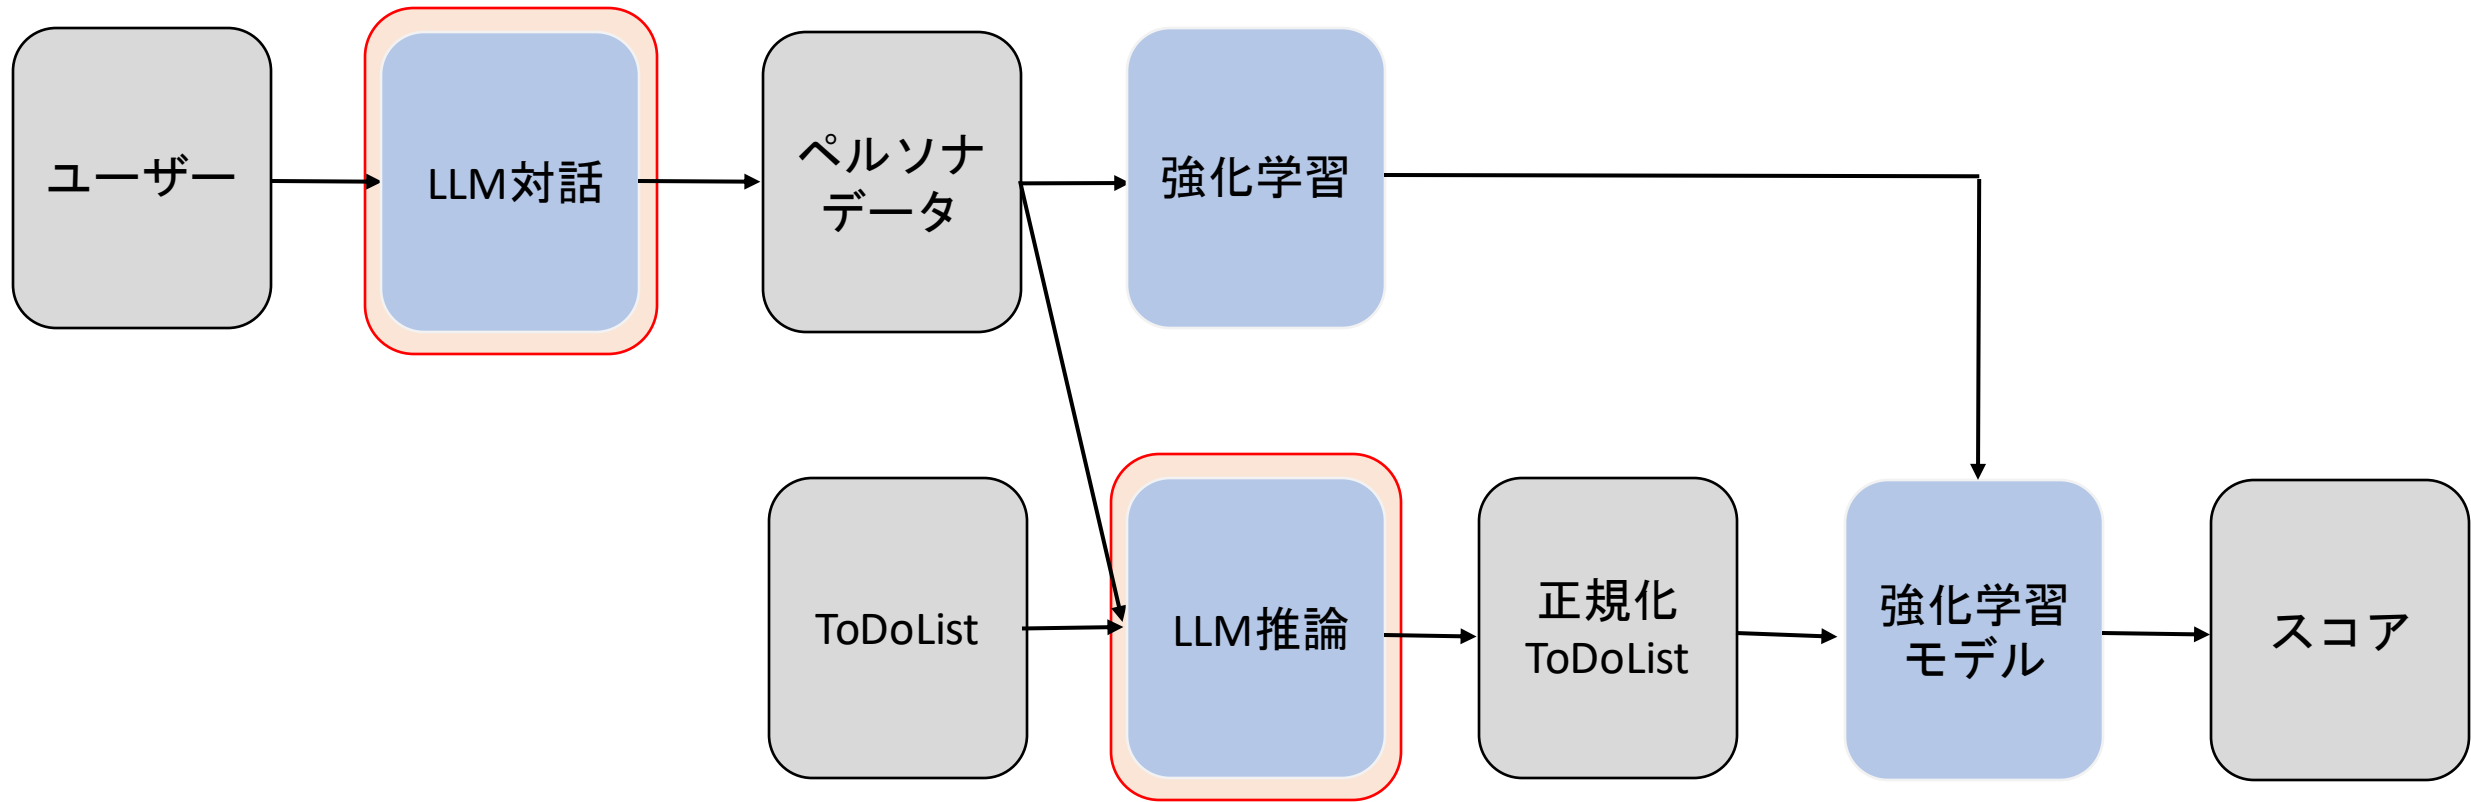 ユーザー
LLM対話
ペルソナ
データ
強化学習
ToDoList
LLM推論
正規化
ToDoList
強化学習
モデル
スコア